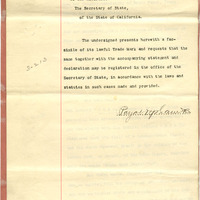 The Secretary of State,
of the State of California.
The undersigned presents herewith a fac-
simile of its lawful Trade Mark and requests that the
same together with the accompanying statement and
declaration may be registered in the office of the
Secretary of State, in accordance with the laws and
statutes in such cases made and provided.